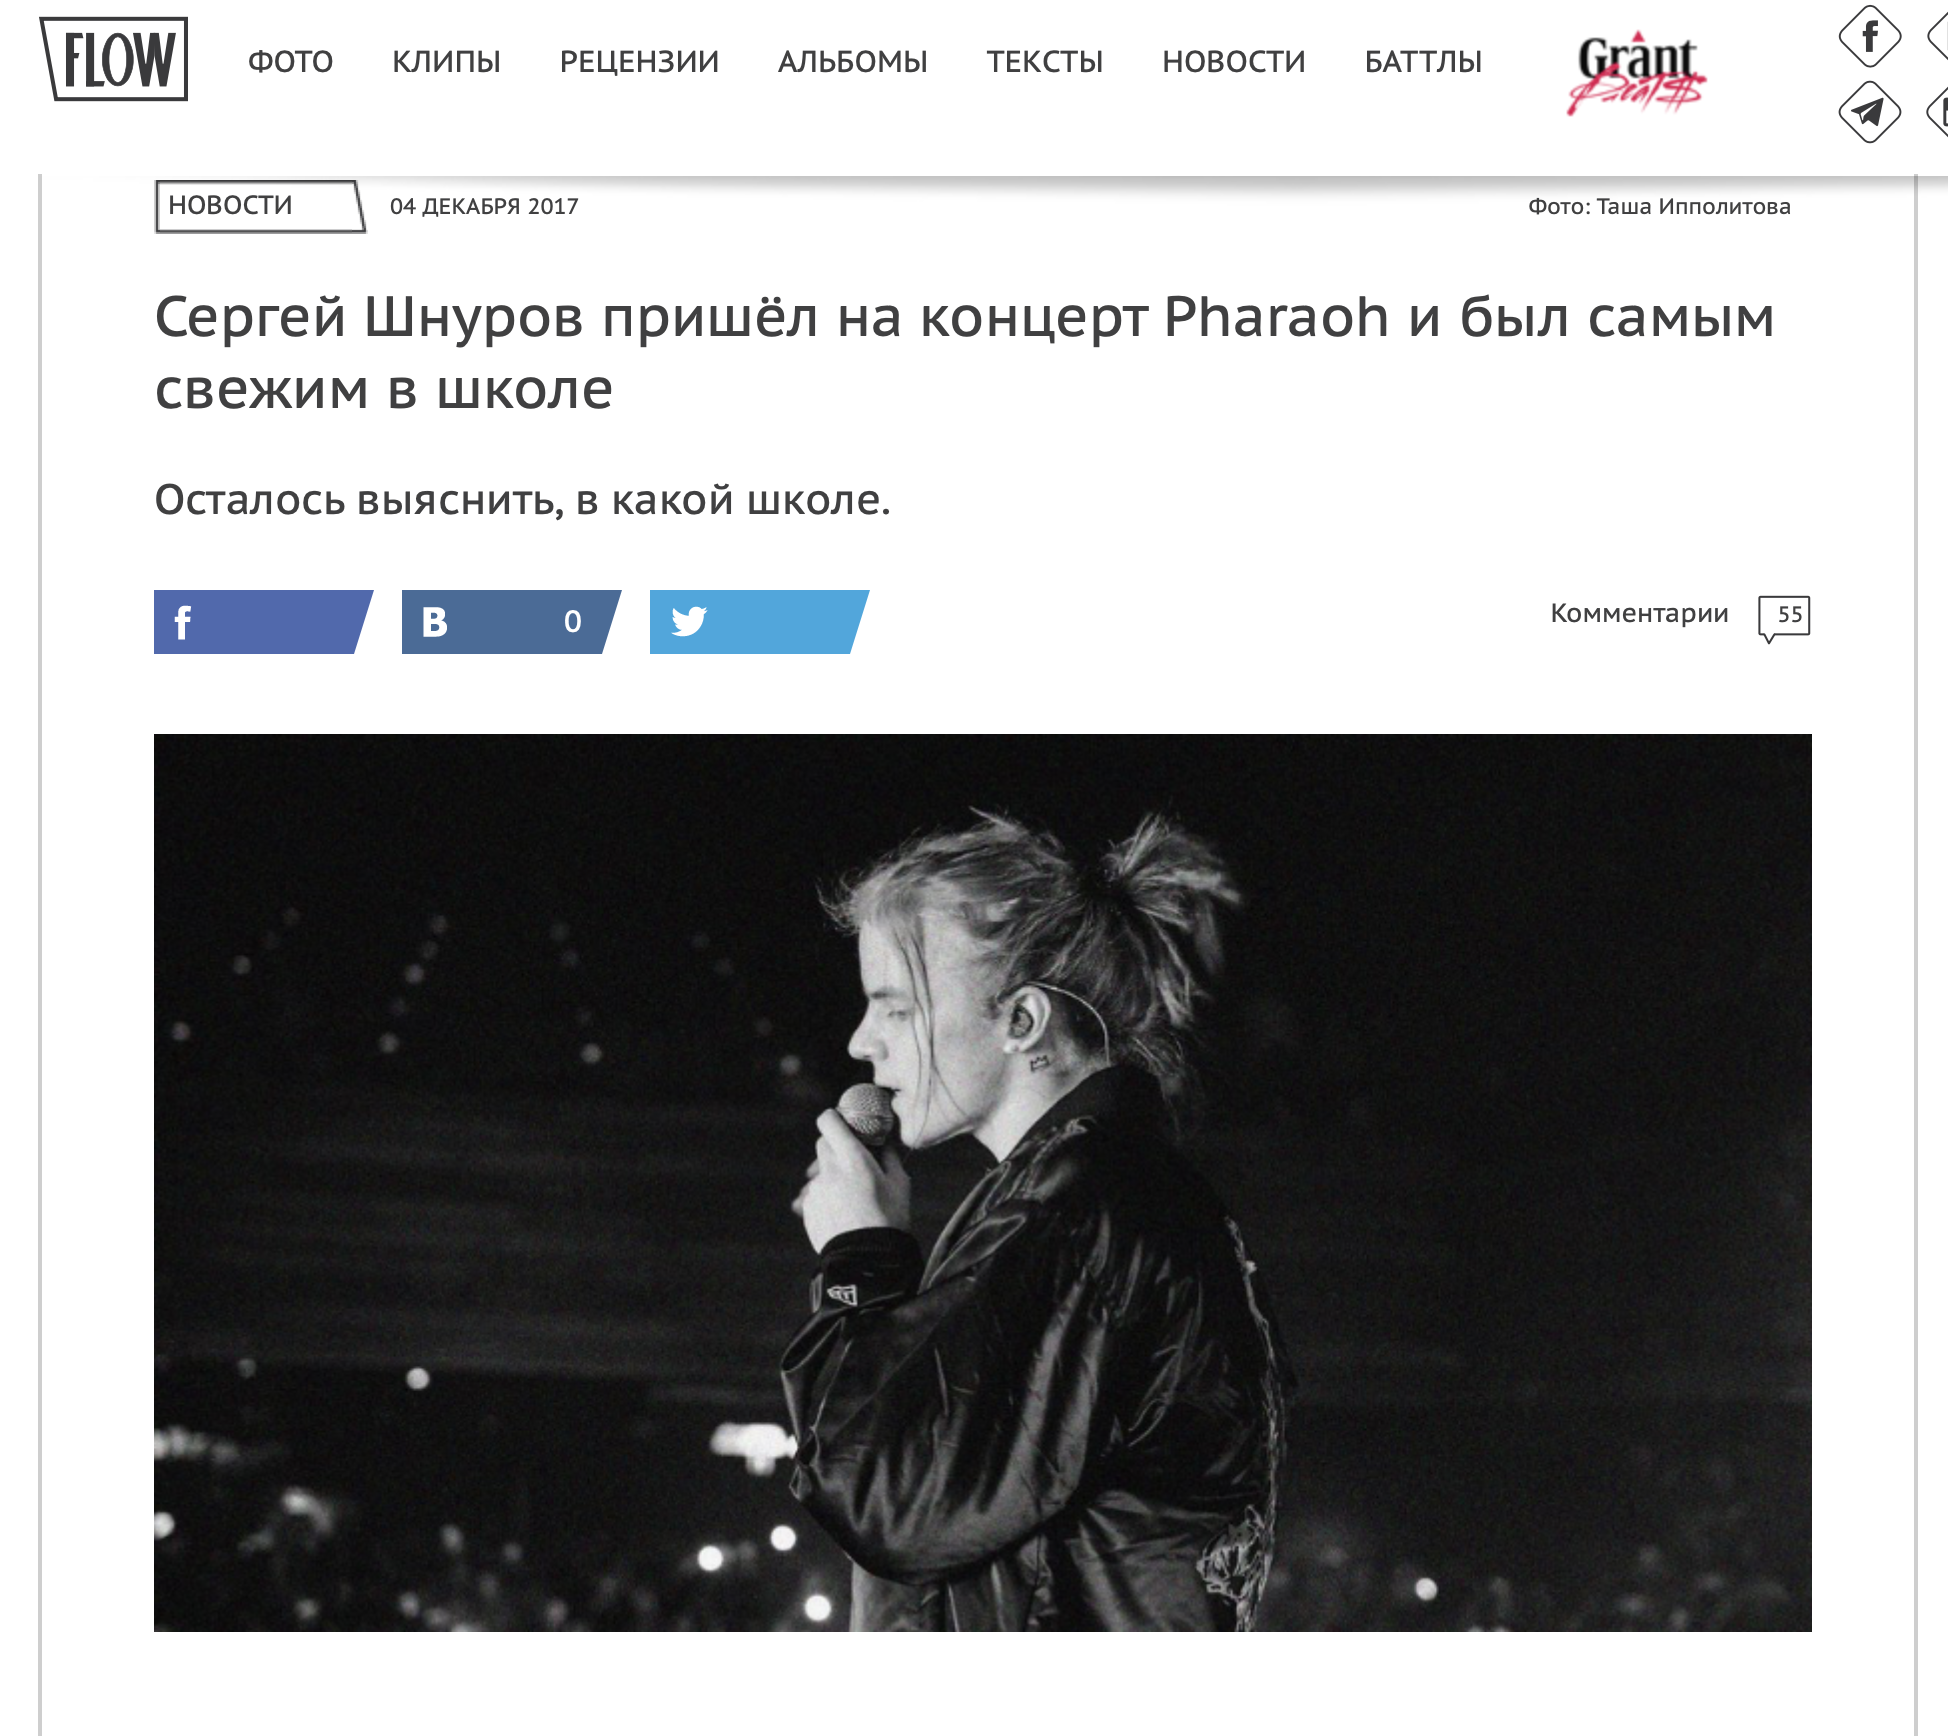 FLOW
ФОТО КЛИПЫ РЕЦЕНЗИИ АЛЬБОМЫ ТЕКСТЫ НОВОСТИ БАТТЛЫ
Grant
Beat$
НОВОСТИ 04 ДЕКАБРЯ 2017 Фото: Таша Ипполитова
Сергей Шнуров пришёл на концерт Pharaoh и был самым
свежим в школе
Осталось выяснить, в какой школе.
0
Комментарии 55